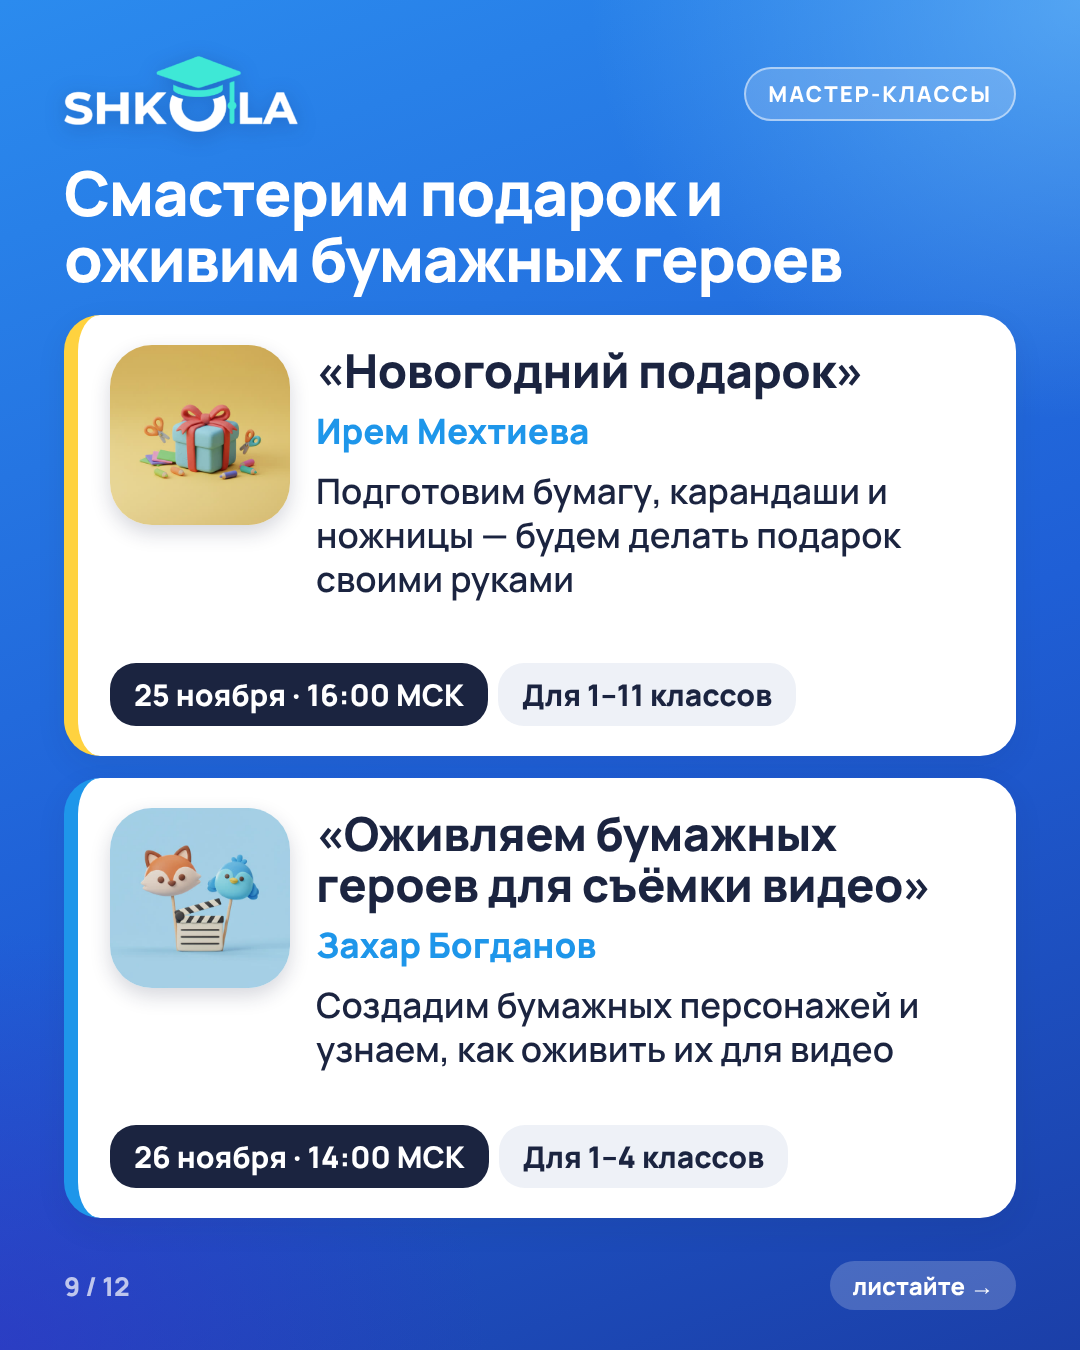 SHKOLA
МАСТЕР-КЛАССЫ
Смастерим подарок и
оживим бумажных героев
«Новогодний подарок»
Ирем Мехтиева
Подготовим бумагу, карандаши и
ножницы — будем делать подарок
своими руками
25 ноября · 16:00 МСК
Для 1–11 классов
«Оживляем бумажных
героев для съёмки видео»
Захар Богданов
Создадим бумажных персонажей и
узнаем, как оживить их для видео
26 ноября · 14:00 МСК
Для 1–4 классов
9 / 12
листайте →